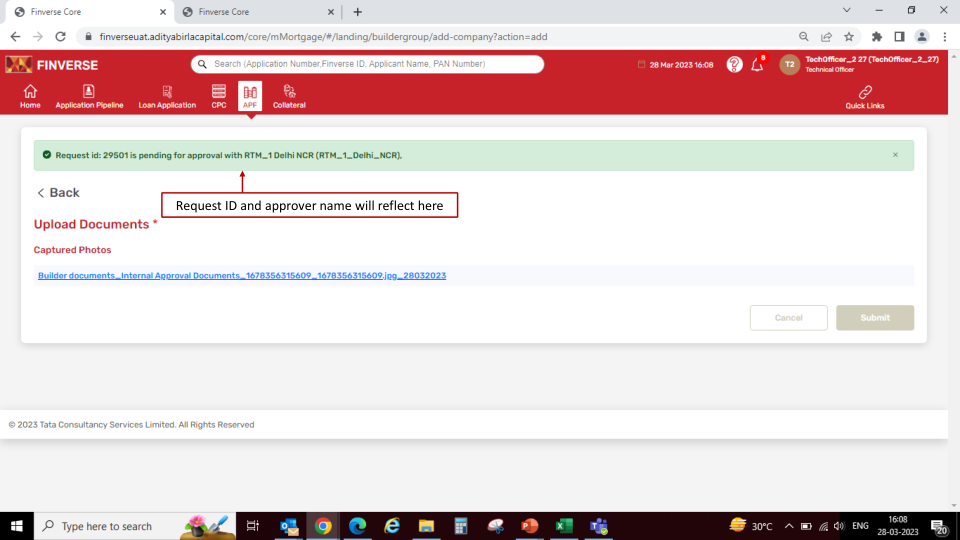 Finverse Core
Finverse Core
finverseuat.adityabirlacapital.com/core/mMortgage/#/landing/buildergroup/add-company?action=add
FINVERSE
Search (Application Number,Finverse ID, Applicant Name, PAN Number)
28 Mar 2023 16:08
8
T2
TechOfficer_2 27 (TechOfficer_2_27)
Technical Officer
Home
Application Pipeline
Loan Application
CPC
APF
Collateral
Quick Links
Request id: 29501 is pending for approval with RTM_1 Delhi NCR (RTM_1_Delhi_NCR).
< Back
Request ID and approver name will reflect here
Upload Documents *
Captured Photos
Builder documents_Internal Approval Documents_1678356315609_1678356315609.jpg_28032023
Cancel
Submit
© 2023 Tata Consultancy Services Limited. All Rights Reserved
Type here to search
30°C
ENG
16:08
28-03-2023
20